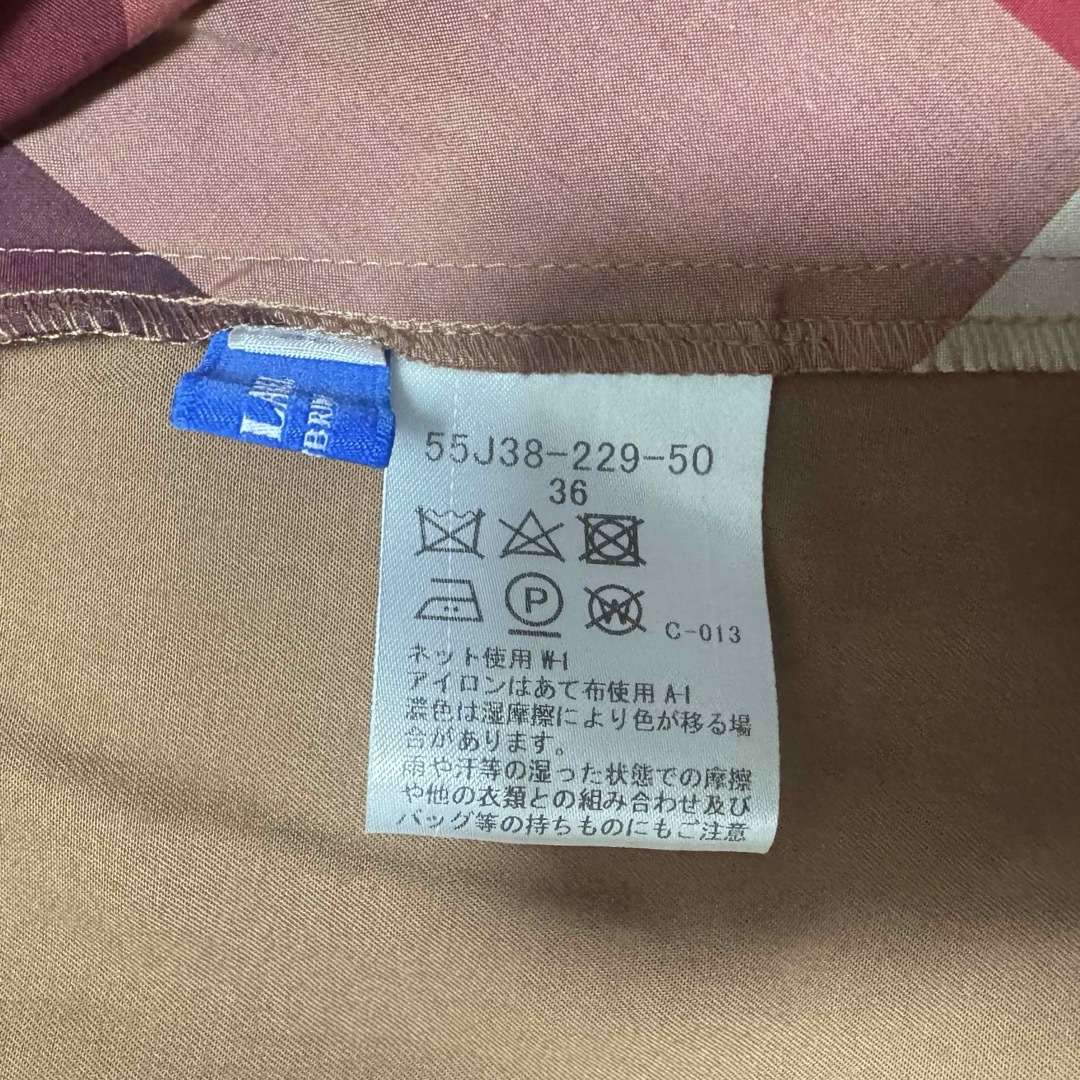 55J38-229-50
36
P
W
C-013
ネット使用 W-1
アイロンはあて布使用 A-1
濃色は湿摩擦により色が移る場
合があります。
雨や汗等の湿った状態での摩擦
や他の衣類との組み合わせ及び
バッグ等の持ちものにもご注意